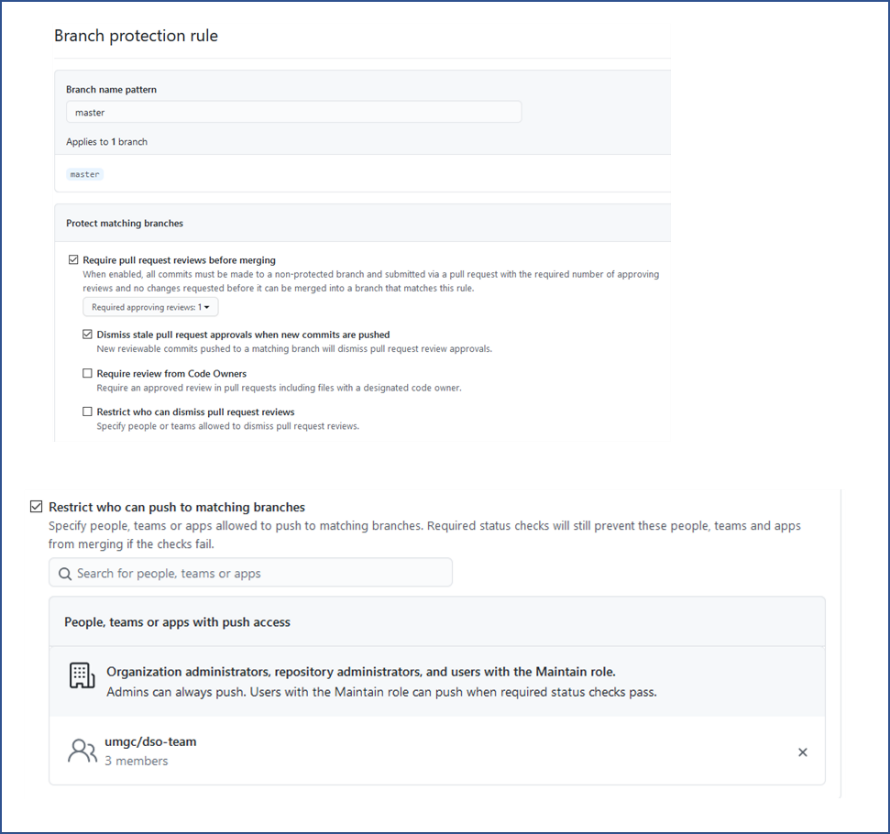 Branch protection rule
Branch name pattern
master
Applies to 1 branch
master
Protect matching branches
Require pull request reviews before merging
When enabled, all commits must be made to a non-protected branch and submitted via a pull request with the required number of approving
reviews and no changes requested before it can be merged into a branch that matches this rule.
Required approving reviews: 1
Dismiss stale pull request approvals when new commits are pushed
New reviewable commits pushed to a matching branch will dismiss pull request review approvals.
Require review from Code Owners
Require an approved review in pull requests including files with a designated code owner.
Restrict who can dismiss pull request reviews
Specify people or teams allowed to dismiss pull request reviews.
Restrict who can push to matching branches
Specify people, teams or apps allowed to push to matching branches. Required status checks will still prevent these people, teams and apps
from merging if the checks fail.
Search for people, teams or apps
People, teams or apps with push access
Organization administrators, repository administrators, and users with the Maintain role.
Admins can always push. Users with the Maintain role can push when required status checks pass.
umgc/dso-team
3 members